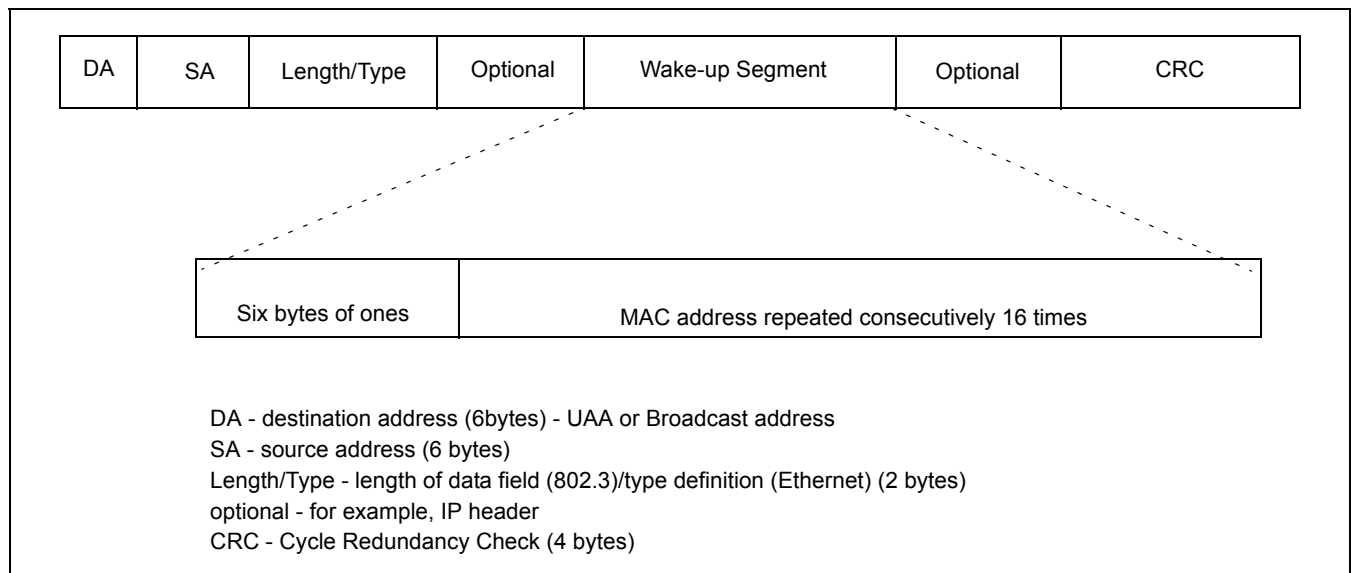 DA SA Length/Type Optional Wake-up Segment Optional CRC
Six bytes of ones MAC address repeated consecutively 16 times
DA - destination address (6bytes) - UAA or Broadcast address
SA - source address (6 bytes)
Length/Type - length of data field (802.3)/type definition (Ethernet) (2 bytes)
optional - for example, IP header
CRC - Cycle Redundancy Check (4 bytes)